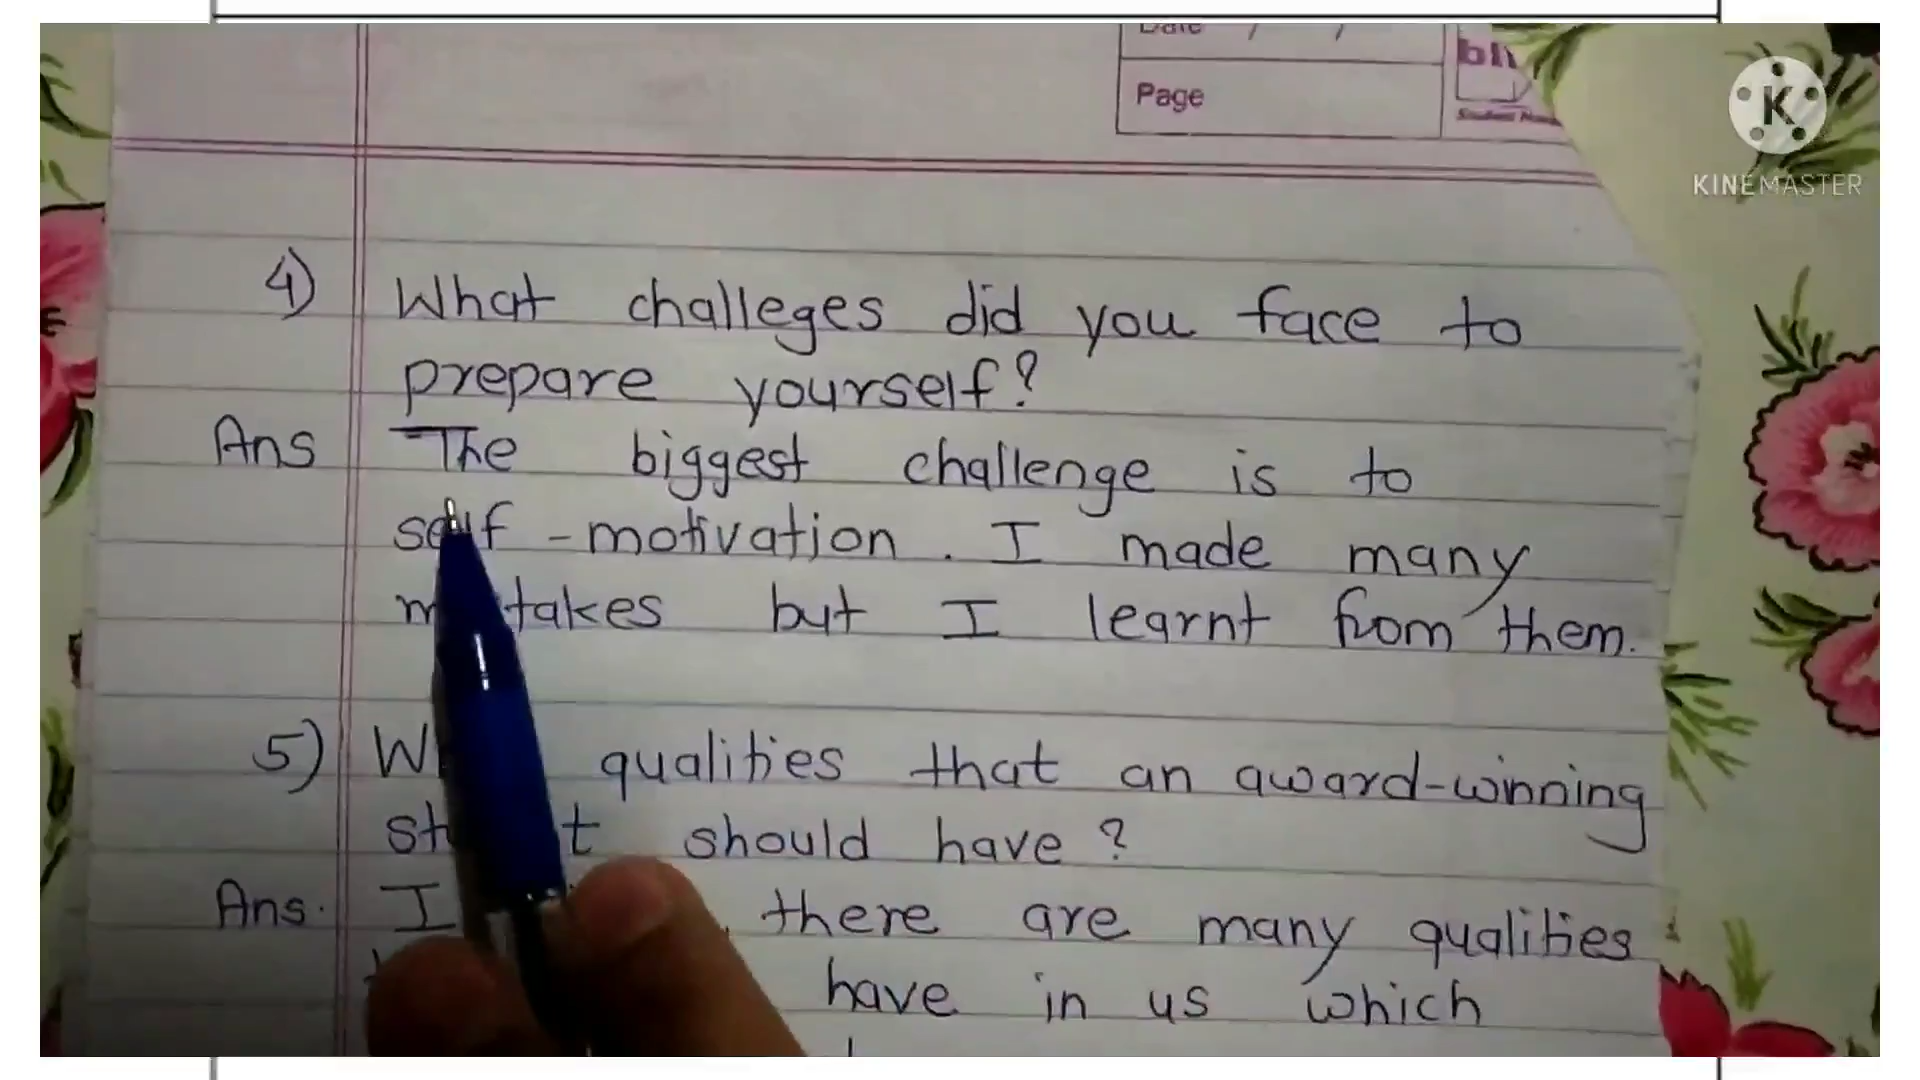 Date / /
Page
KINEMASTER
4) What challeges did you face to
prepare yourself?
Ans The biggest challenge is to
self - motivation. I made many
but I learnt from them.
5) qualities that an award-winning
should have?
Ans. I there are many qualities
have in us which